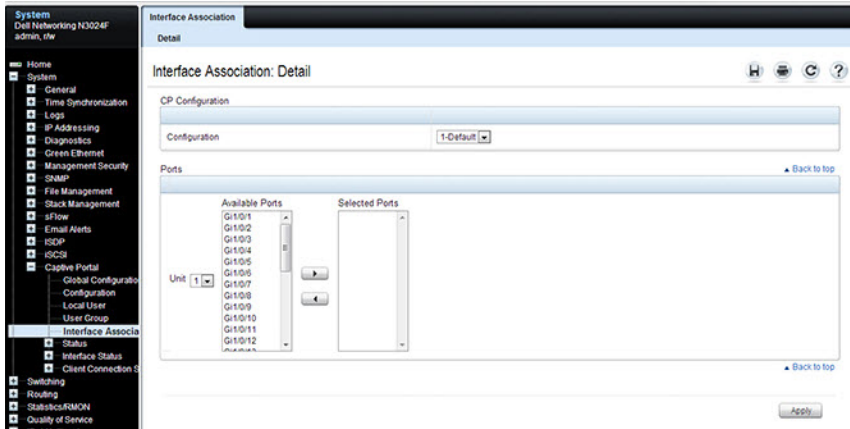 System
Dell Networking N3024F
admin, r/w
Home
System
General
Time Synchronization
Logs
IP Addressing
Diagnostics
Green Ethernet
Management Security
SNMP
File Management
Stack Management
sFlow
Email Alerts
ISDP
iSCSI
Captive Portal
Global Configuratio
Configuration
Local User
User Group
Interface Associa
Status
Interface Status
Client Connection S
Switching
Routing
Statistics/RMON
Quality of Service
Interface Association
Detail
Interface Association: Detail
CP Configuration
Configuration
1-Default
Ports
Back to top
Available Ports
Selected Ports
Unit 1
Gi1/0/1
Gi1/0/2
Gi1/0/3
Gi1/0/4
Gi1/0/5
Gi1/0/6
Gi1/0/7
Gi1/0/8
Gi1/0/9
Gi1/0/10
Gi1/0/11
Gi1/0/12
Back to top
Apply